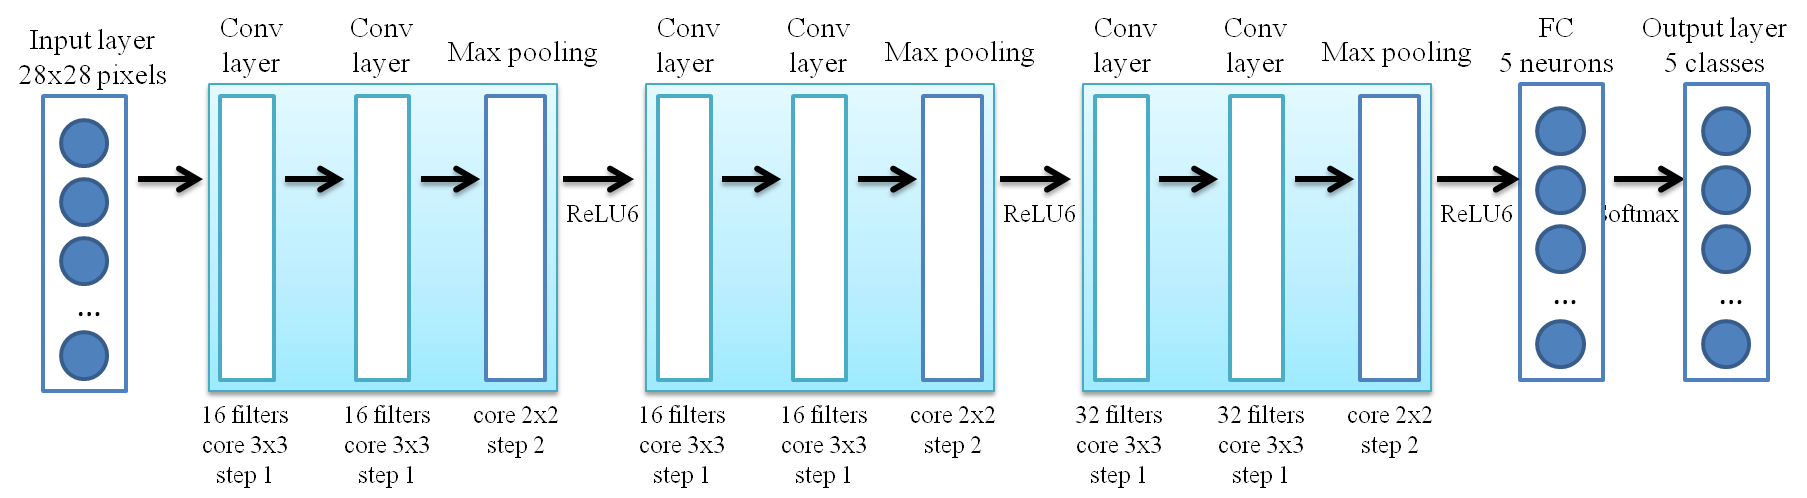 Input layer
28x28 pixels
Conv
layer
Conv
layer
Max pooling
Conv
layer
Conv
layer
Max pooling
Conv
layer
Conv
layer
Max pooling
FC
5 neurons
Output layer
5 classes
...
ReLU6
ReLU6
ReLU6
Softmax
...
...
16 filters
core 3x3
step 1
16 filters
core 3x3
step 1
core 2x2
step 2
16 filters
core 3x3
step 1
16 filters
core 3x3
step 1
core 2x2
step 2
32 filters
core 3x3
step 1
32 filters
core 3x3
step 1
core 2x2
step 2